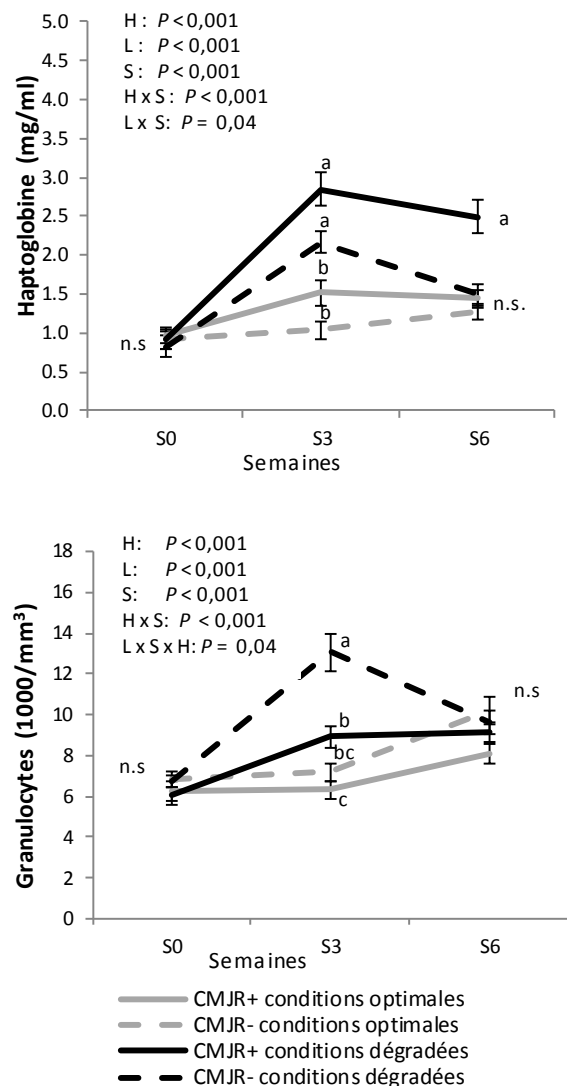 5.0
4.5
4.0
3.5
3.0
2.5
2.0
1.5
1.0
0.5
0.0
Haptoglobine (mg/ml)
H: P < 0,001
L: P < 0,001
S: P < 0,001
H x S: P < 0,001
L x S: P = 0,04
a
a
b
b
a
n.s
n.s.
S0 S3 S6
Semaines
18
16
14
12
10
8
6
4
2
0
Granulocytes (1000/mm³)
H: P < 0,001
L: P < 0,001
S: P < 0,001
H x S: P < 0,001
L x S x H: P = 0,04
a
b
bc
c
n.s
n.s
S0 S3 S6
Semaines
CMJR+ conditions optimales
CMJR- conditions optimales
CMJR+ conditions dégradées
CMJR- conditions dégradées